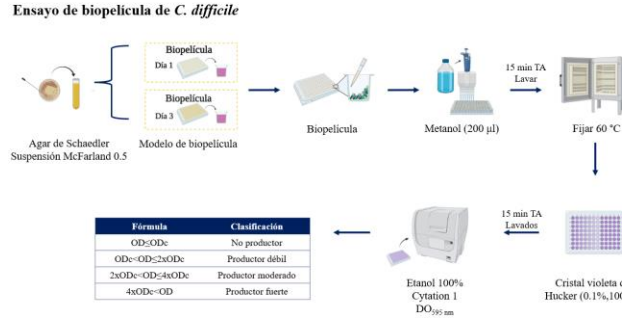 Ensayo de biopelícula de C. difficile
Biopelícula
Día 1
Biopelícula
Día 3
Agar de Schaedler
Suspensión McFarland 0.5
Modelo de biopelícula
Biopelícula
Metanol (200 µl)
15 min TA
Lavar
Fijar 60 °C
Cristal violeta d
Hucker (0.1%,100
15 min TA
Lavados
Etanol 100%
Cytation 1
DO595 nm
Fórmula Clasificación
OD≤ODc No productor
ODc<OD≤2xODc Productor débil
2xODc<OD≤4xODc Productor moderado
4xODc<OD Productor fuerte